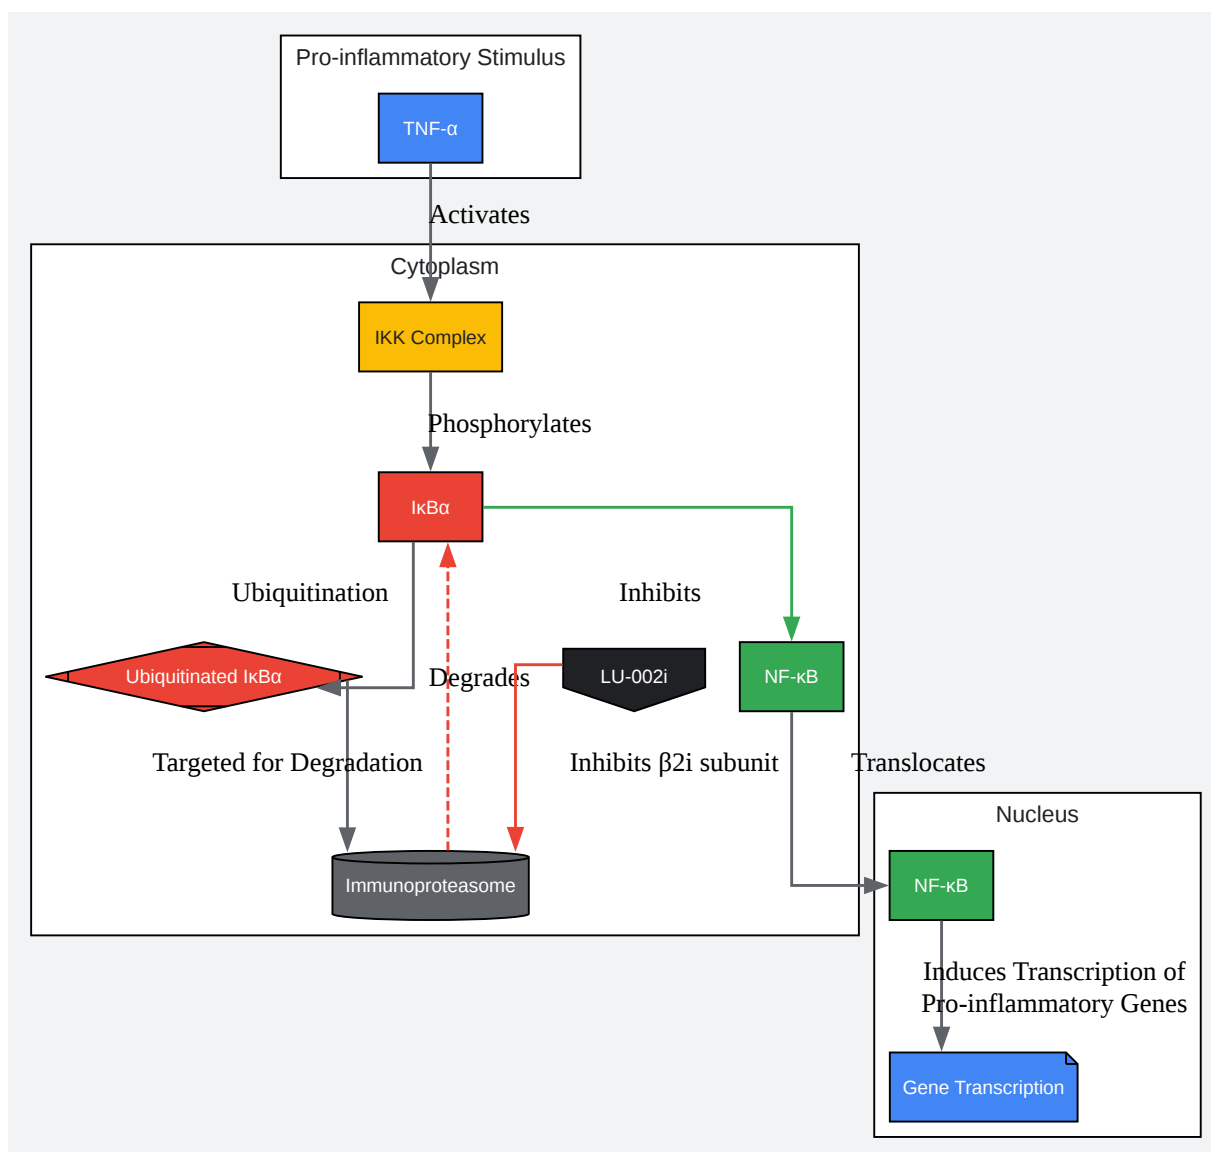 Pro-inflammatory Stimulus
TNF-α
Activates
Cytoplasm
IKK Complex
Phosphorylates
IκBα
Ubiquitination
Inhibits
Ubiquitinated IκBα
Degrades
LU-002i
NF-κB
Targeted for Degradation
Inhibits β2i subunit
Translocates
Nucleus
Immunoproteasome
NF-κB
Induces Transcription of
Pro-inflammatory Genes
Gene Transcription